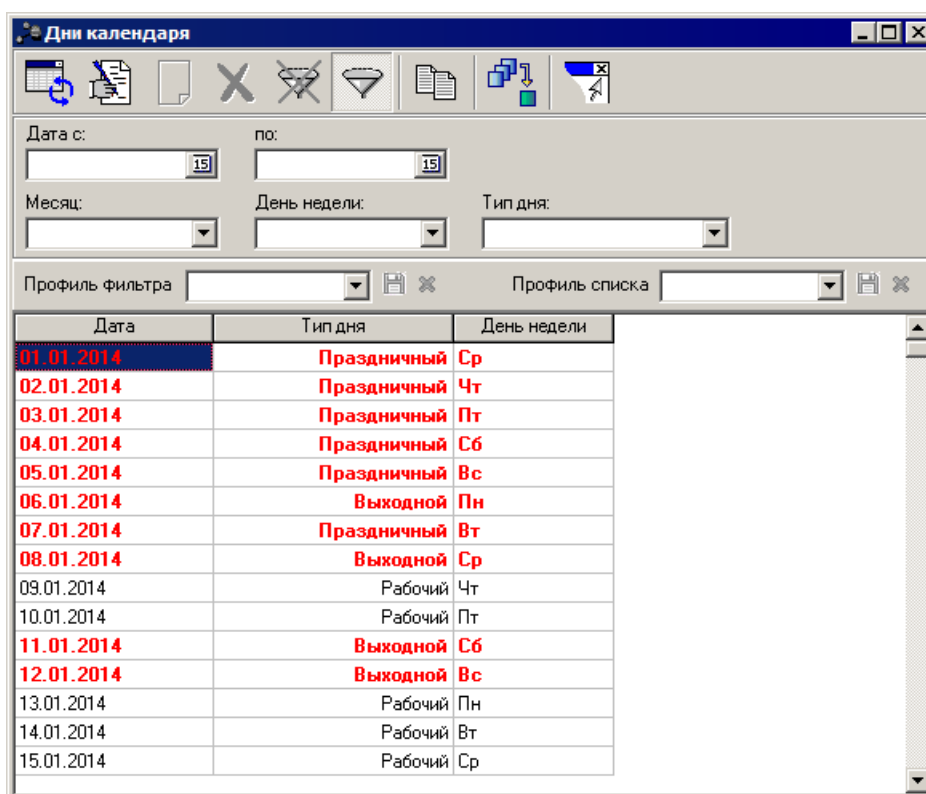 Дни календаря
Дата с: по:
15 15
Месяц: День недели: Тип дня:
Профиль фильтра Профиль списка
Дата Тип дня День недели
01.01.2014 Праздничный Ср
02.01.2014 Праздничный Чт
03.01.2014 Праздничный Пт
04.01.2014 Праздничный Сб
05.01.2014 Праздничный Вс
06.01.2014 Выходной Пн
07.01.2014 Праздничный Вт
08.01.2014 Выходной Ср
09.01.2014 Рабочий Чт
10.01.2014 Рабочий Пт
11.01.2014 Выходной Сб
12.01.2014 Выходной Вс
13.01.2014 Рабочий Пн
14.01.2014 Рабочий Вт
15.01.2014 Рабочий Ср